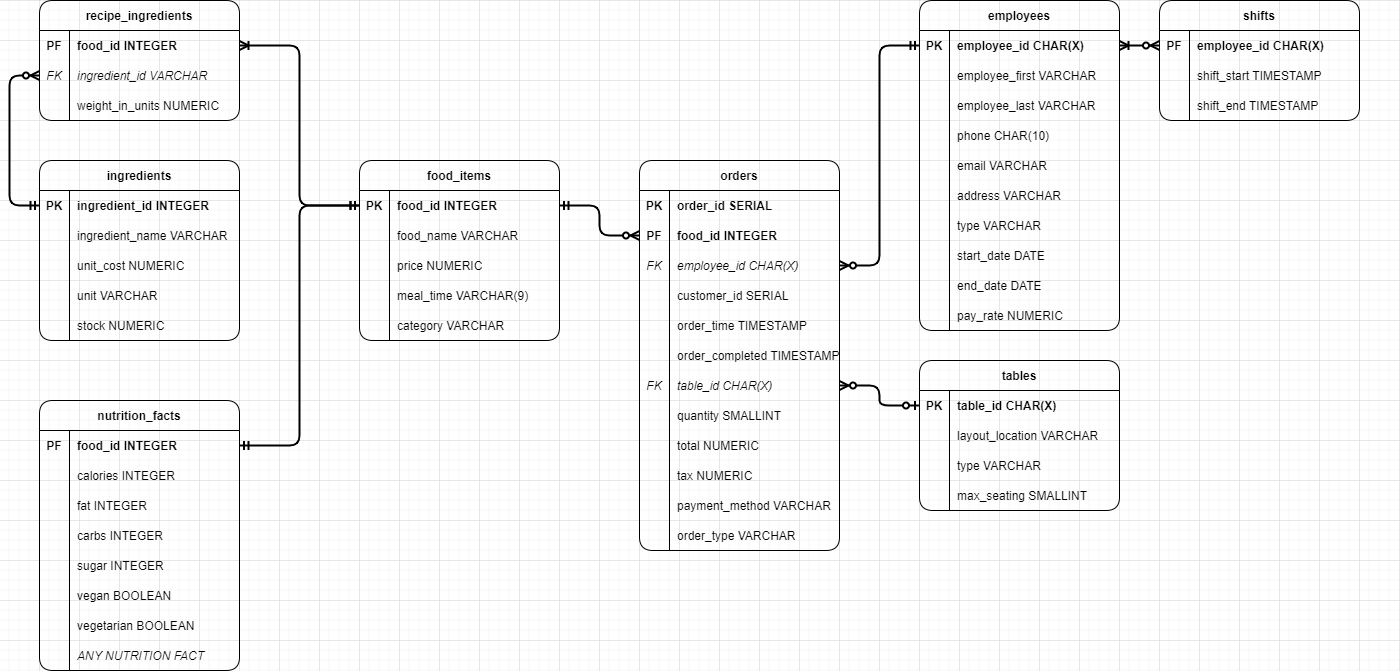 recipe_ingredients
PF food_id INTEGER
FK ingredient_id VARCHAR
weight_in_units NUMERIC
ingredients
PK ingredient_id INTEGER
ingredient_name VARCHAR
unit_cost NUMERIC
unit VARCHAR
stock NUMERIC
nutrition_facts
PF food_id INTEGER
calories INTEGER
fat INTEGER
carbs INTEGER
sugar INTEGER
vegan BOOLEAN
vegetarian BOOLEAN
ANY NUTRITION FACT
food_items
PK food_id INTEGER
food_name VARCHAR
price NUMERIC
meal_time VARCHAR(9)
category VARCHAR
orders
PK order_id SERIAL
PF food_id INTEGER
FK employee_id CHAR(X)
customer_id SERIAL
order_time TIMESTAMP
order_completed TIMESTAMP
FK table_id CHAR(X)
quantity SMALLINT
total NUMERIC
tax NUMERIC
payment_method VARCHAR
order_type VARCHAR
employees
PK employee_id CHAR(X)
employee_first VARCHAR
employee_last VARCHAR
phone CHAR(10)
email VARCHAR
address VARCHAR
type VARCHAR
start_date DATE
end_date DATE
pay_rate NUMERIC
tables
PK table_id CHAR(X)
layout_location VARCHAR
type VARCHAR
max_seating SMALLINT
shifts
PF employee_id CHAR(X)
shift_start TIMESTAMP
shift_end TIMESTAMP